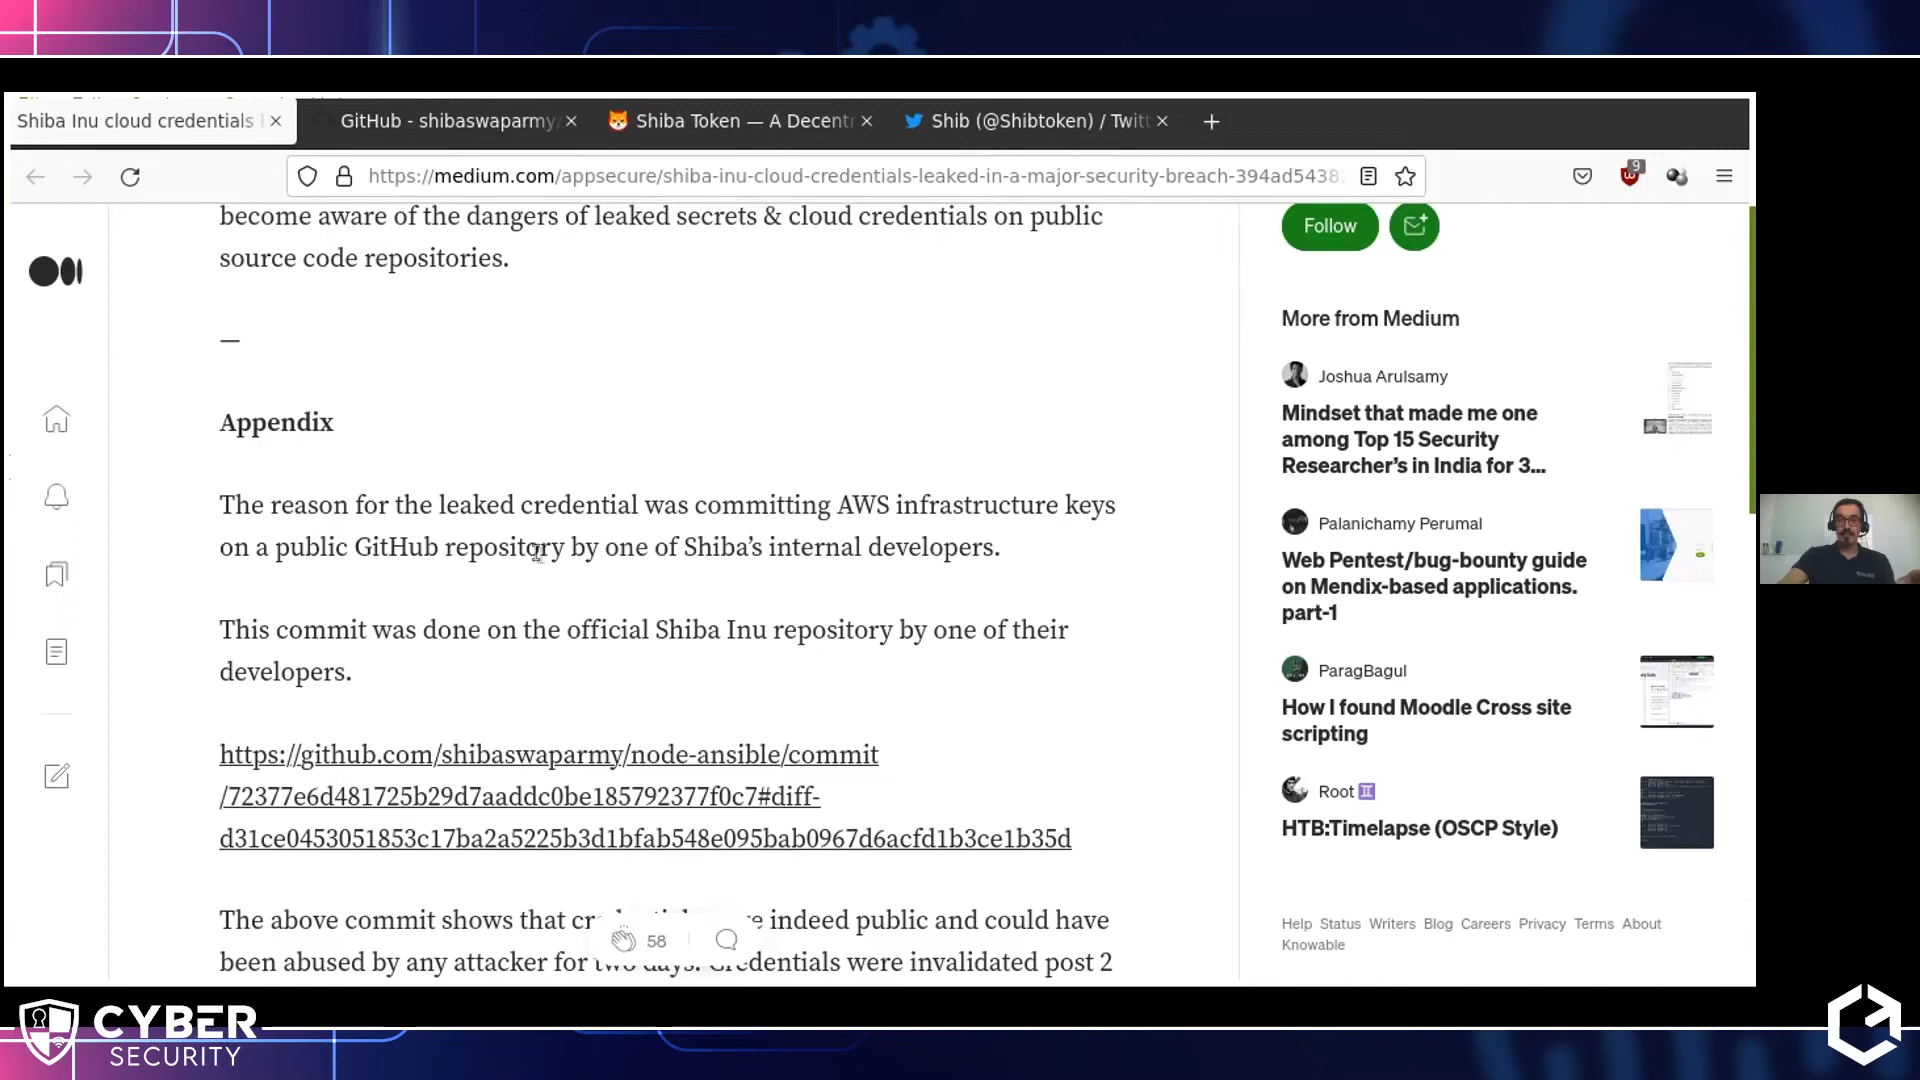 Shiba Inu cloud credentials
GitHub - shibaswaparmy
Shiba Token — A Decentr
Shib (@Shibtoken) / Twitt
https://medium.com/appsecure/shiba-inu-cloud-credentials-leaked-in-a-major-security-breach-394ad5438
9
become aware of the dangers of leaked secrets & cloud credentials on public
source code repositories.
—
Appendix
The reason for the leaked credential was committing AWS infrastructure keys
on a public GitHub repository by one of Shiba’s internal developers.
This commit was done on the official Shiba Inu repository by one of their
developers.
https://github.com/shibaswaparmy/node-ansible/commit
/72377e6d481725b29d7aaddc0be185792377f0c7#diff-
d31ce0453051853c17ba2a5225b3d1bfab548e095bab0967d6acfd1b3ce1b35d
The above commit shows that indeed public and could have
been abused by any attacker for two days. Credentials were invalidated post 2
58
Follow
More from Medium
Joshua Arulsamy
Mindset that made me one
among Top 15 Security
Researcher’s in India for 3...
Palanichamy Perumal
Web Pentest/bug-bounty guide
on Mendix-based applications.
part-1
ParagBagul
How I found Moodle Cross site
scripting
Root ♊
HTB:Timelapse (OSCP Style)
Help Status Writers Blog Careers Privacy Terms About
Knowable
CYBER
SECURITY